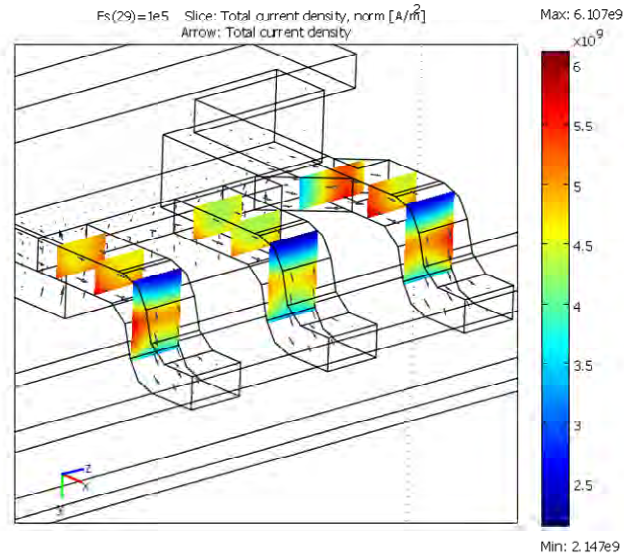 Fs(29)=1e5 Slice: Total current density, norm [A/m²]
Arrow: Total current density
Max: 6.107e9
x10⁹
6
5.5
5
4.5
4
3.5
3
2.5
Min: 2.147e9
z
x
y